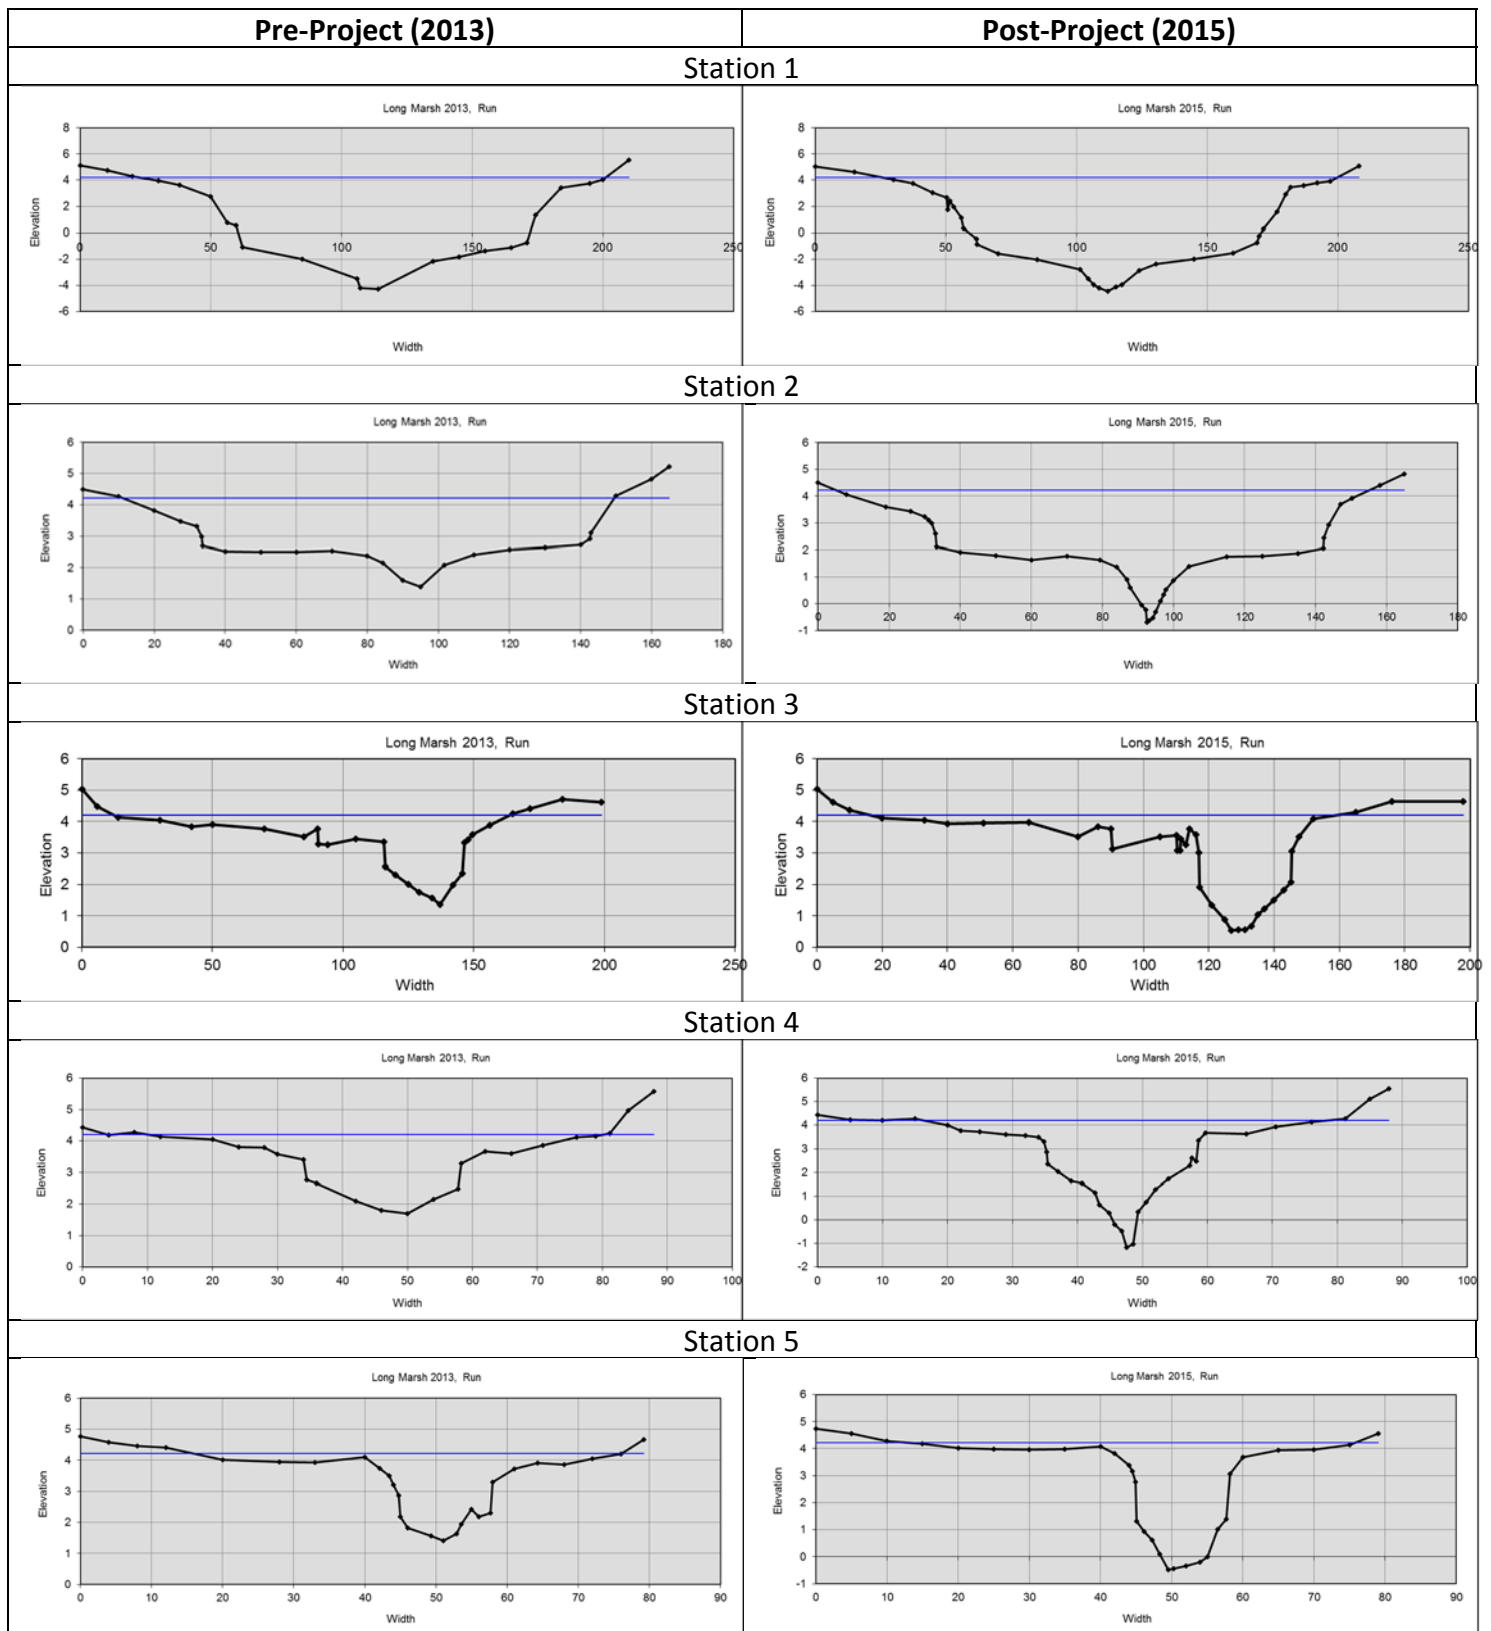 Pre-Project (2013) Post-Project (2015)
Station 1
Long Marsh 2013, Run Long Marsh 2015, Run
8 8
6 6
4 4
2 2
0 0
0 50 100 150 200 250 0 50 100 150 200 250
-2 -2
-4 -4
-6 -6
Elevation Elevation
Width Width
Station 2
Long Marsh 2013, Run Long Marsh 2015, Run
6 6
5 5
4 4
3 3
2 2
1 1
0 0
-1
0 20 40 60 80 100 120 140 160 180 0 20 40 60 80 100 120 140 160 180
Elevation Elevation
Width Width
Station 3
Long Marsh 2013, Run Long Marsh 2015, Run
6 6
5 5
4 4
3 3
2 2
1 1
0 0
0 50 100 150 200 250 0 20 40 60 80 100 120 140 160 180 200
Elevation Elevation
Width Width
Station 4
Long Marsh 2013, Run Long Marsh 2015, Run
6 6
5 5
4 4
3 3
2 2
1 1
0 0
-1
-2
0 10 20 30 40 50 60 70 80 90 100 0 10 20 30 40 50 60 70 80 90 100
Elevation Elevation
Width Width
Station 5
Long Marsh 2013, Run Long Marsh 2015, Run
6 6
5 5
4 4
3 3
2 2
1 1
0 0
-1
0 10 20 30 40 50 60 70 80 90 0 10 20 30 40 50 60 70 80 90
Elevation Elevation
Width Width